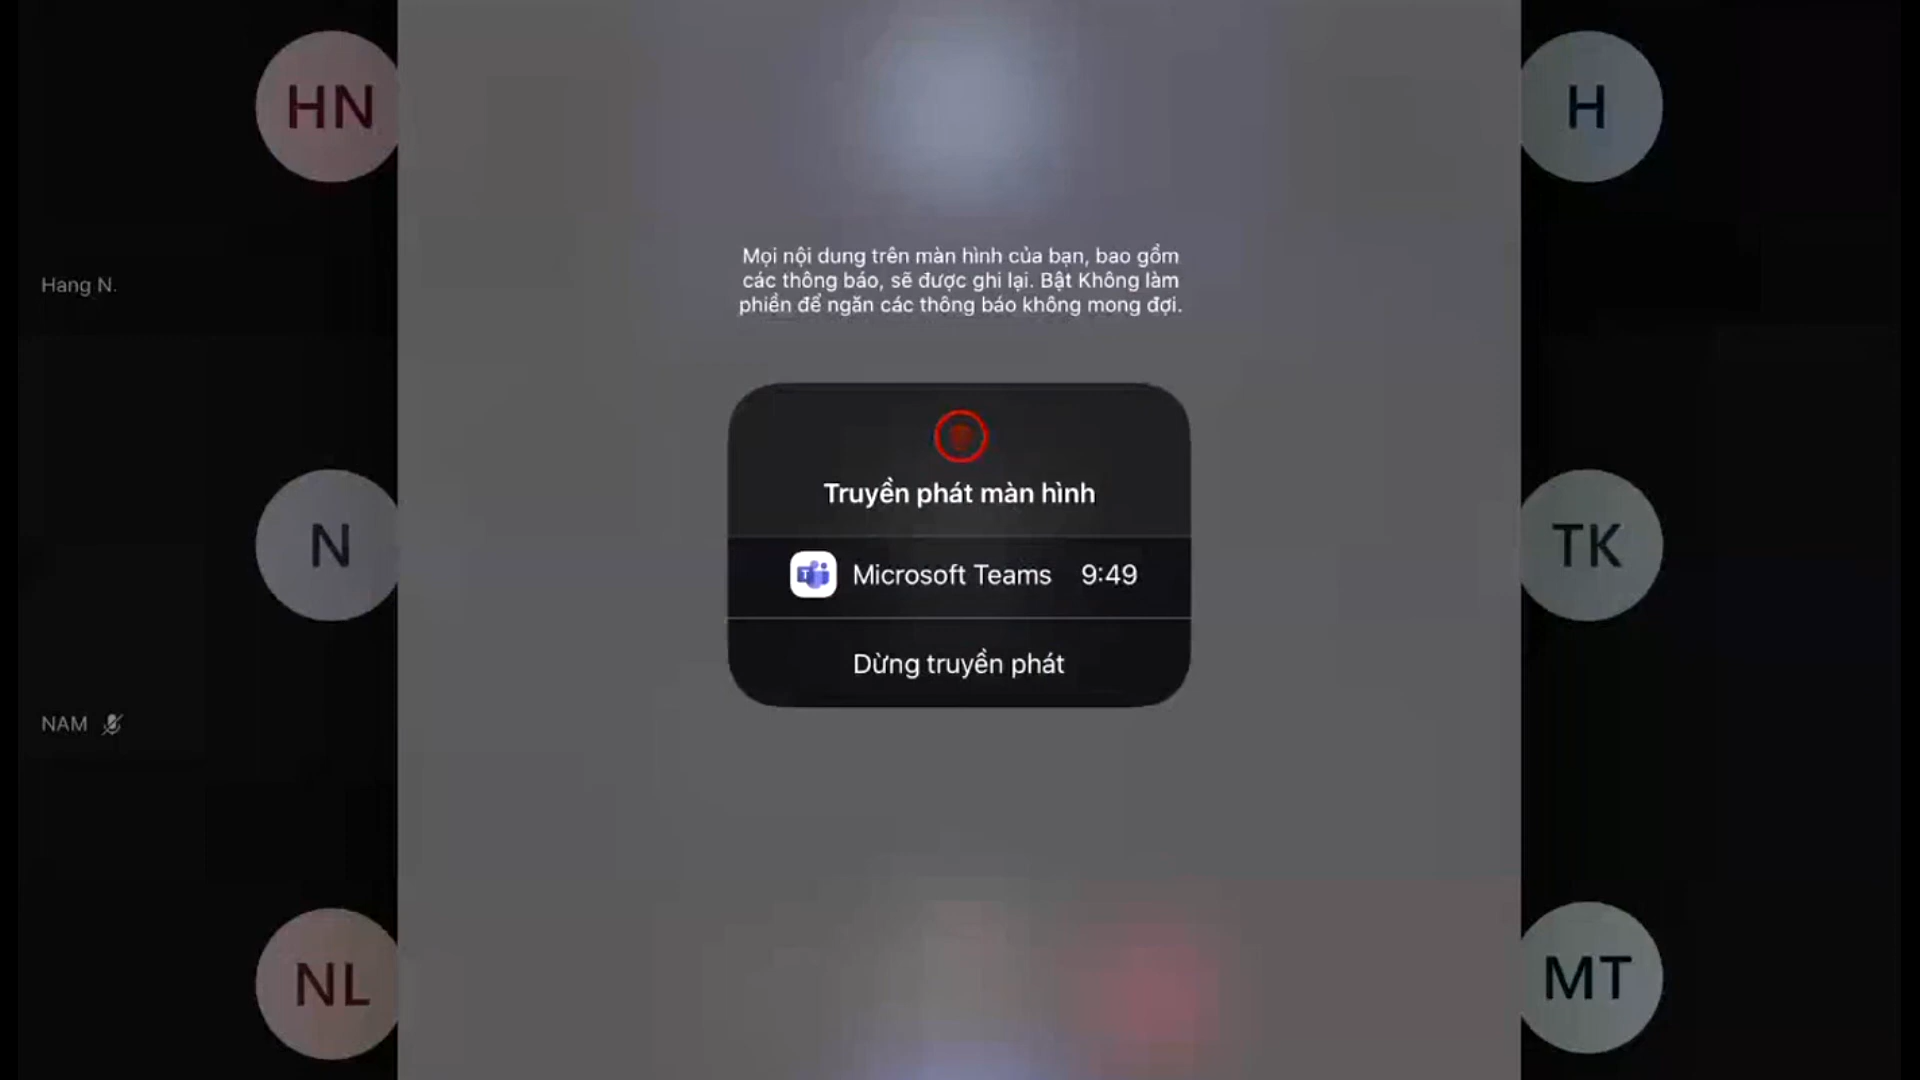 HN
H
Mọi nội dung trên màn hình của bạn, bao gồm
các thông báo, sẽ được ghi lại. Bật Không làm
phiền để ngăn các thông báo không mong đợi.
Hang N.
Truyền phát màn hình
N
TK
Microsoft Teams 9:49
Dừng truyền phát
NAM
NL
MT